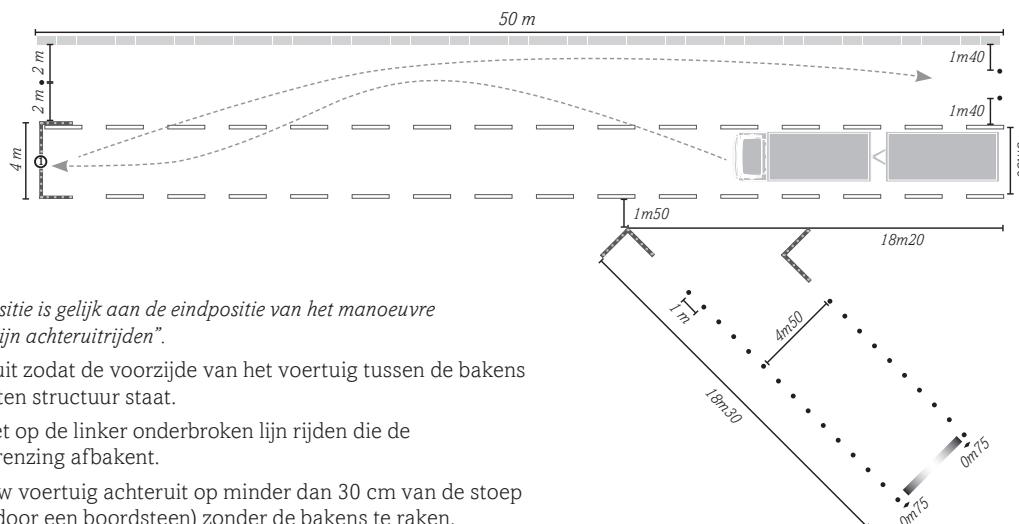 50 m
2 m
2 m
4 m
1m40
1m40
1m50
18m20
sitie is gelijk aan de eindpositie van het manoeuvre
ijn achteruitrijden”.
uit zodat de voorzijde van het voertuig tussen de bakens
ten structuur staat.
et op de linker onderbroken lijn rijden die de
renzing afbakent.
w voertuig achteruit op minder dan 30 cm van de stoep
door een boordsteen) zonder de bakens te raken.
1 m
4m50
18m30
0m75
0m75